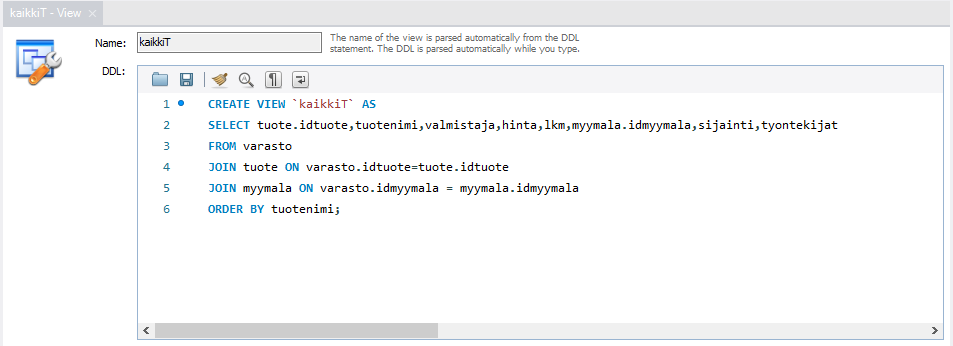 kaikkiT - View
Name:
kaikkiT
The name of the view is parsed automatically from the DDL
statement. The DDL is parsed automatically while you type.
DDL:
1 CREATE VIEW `kaikkiT` AS
2 SELECT tuote.idtuote,tuotenimi,valmistaja,hinta,lkm,myymala.idmyymala,sijainti,tyontekijat
3 FROM varasto
4 JOIN tuote ON varasto.idtuote=tuote.idtuote
5 JOIN myymala ON varasto.idmyymala = myymala.idmyymala
6 ORDER BY tuotenimi;